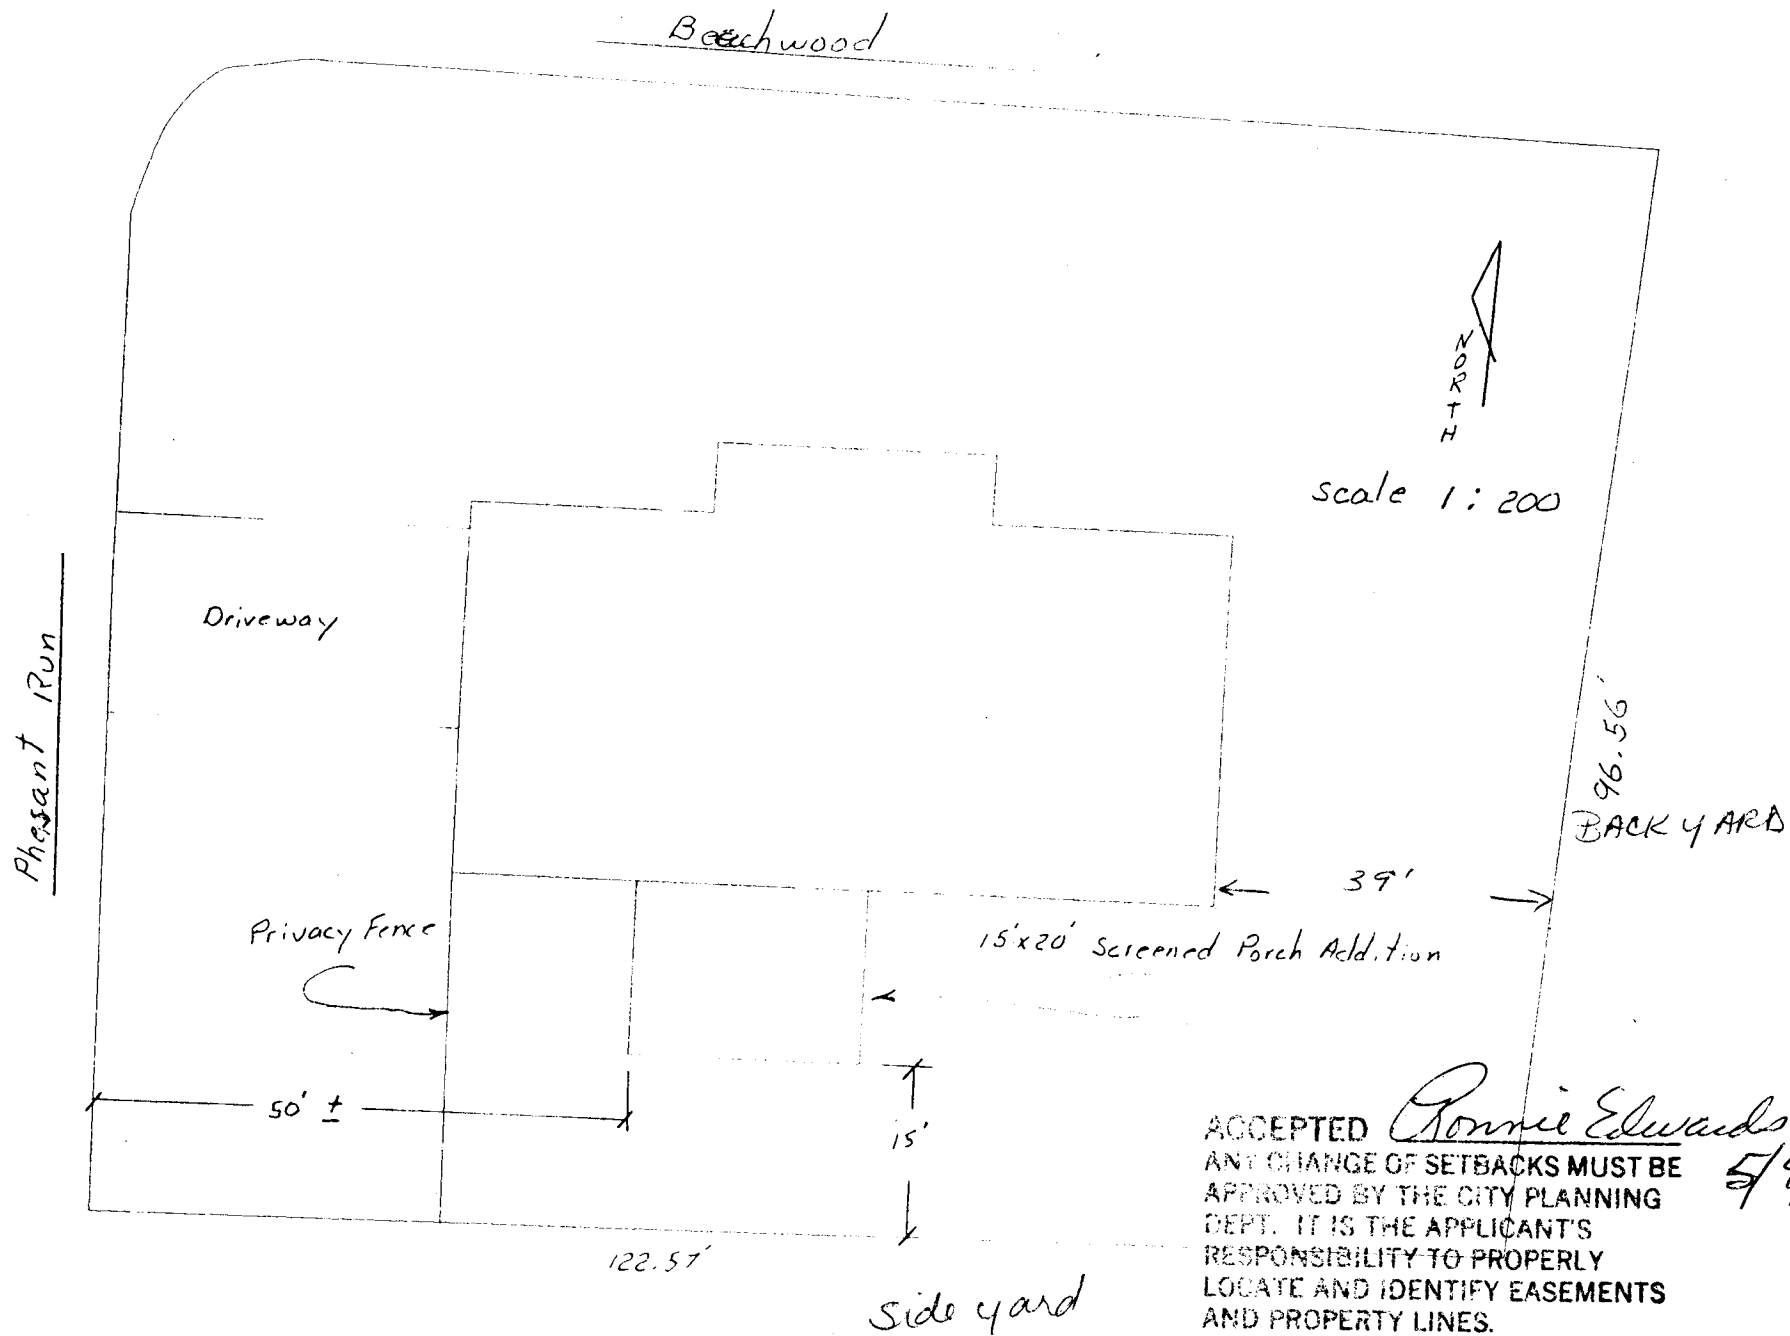 Beechwood
NORTH
scale 1:200
Driveway
Phesant Run
96.56'
BACK YARD
39'
Privacy Fence
15'x20' Screened Porch Addition
50' ±
15'
122.57'
Side yard
ACCEPTED Ronnie Edwards
ANY CHANGE OF SETBACKS MUST BE
APPROVED BY THE CITY PLANNING
DEPT. IT IS THE APPLICANT'S
RESPONSIBILITY TO PROPERLY
LOCATE AND IDENTIFY EASEMENTS
AND PROPERTY LINES.